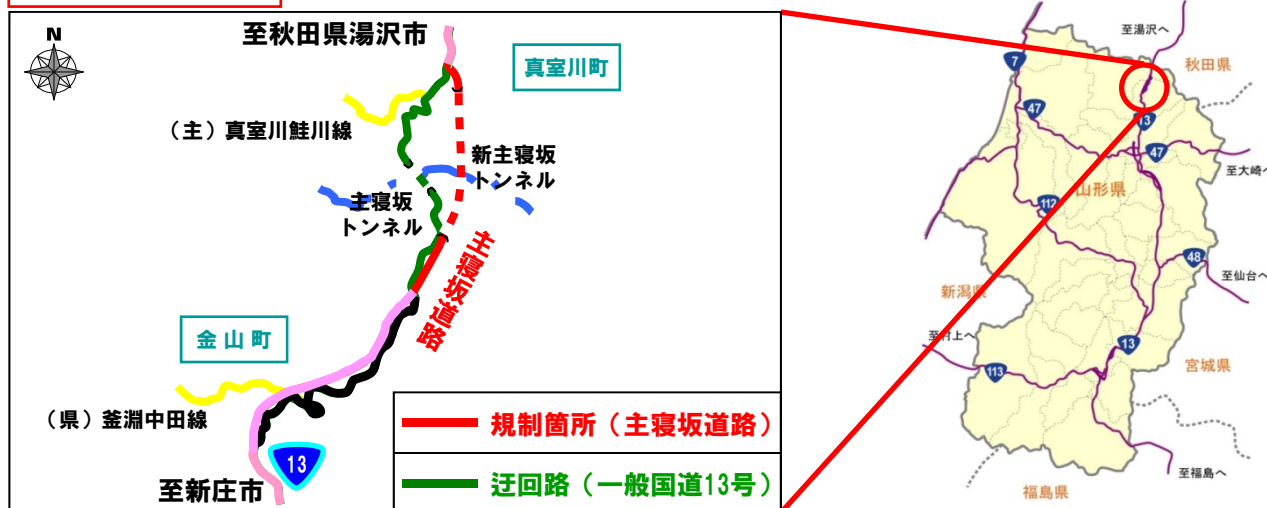 N
至秋田県湯沢市
真室川町
（主）真室川鮭川線
新主寝坂
トンネル
主寝坂
トンネル
主寝坂道路
金山町
（県）釜淵中田線
13
至新庄市
規制箇所（主寝坂道路）
迂回路（一般国道13号）
至湯沢へ
秋田県
7
47
13
47
至大崎へ
山形県
112
48
至仙台へ
新潟県
至村上へ
13
宮城県
113
至福島へ
福島県